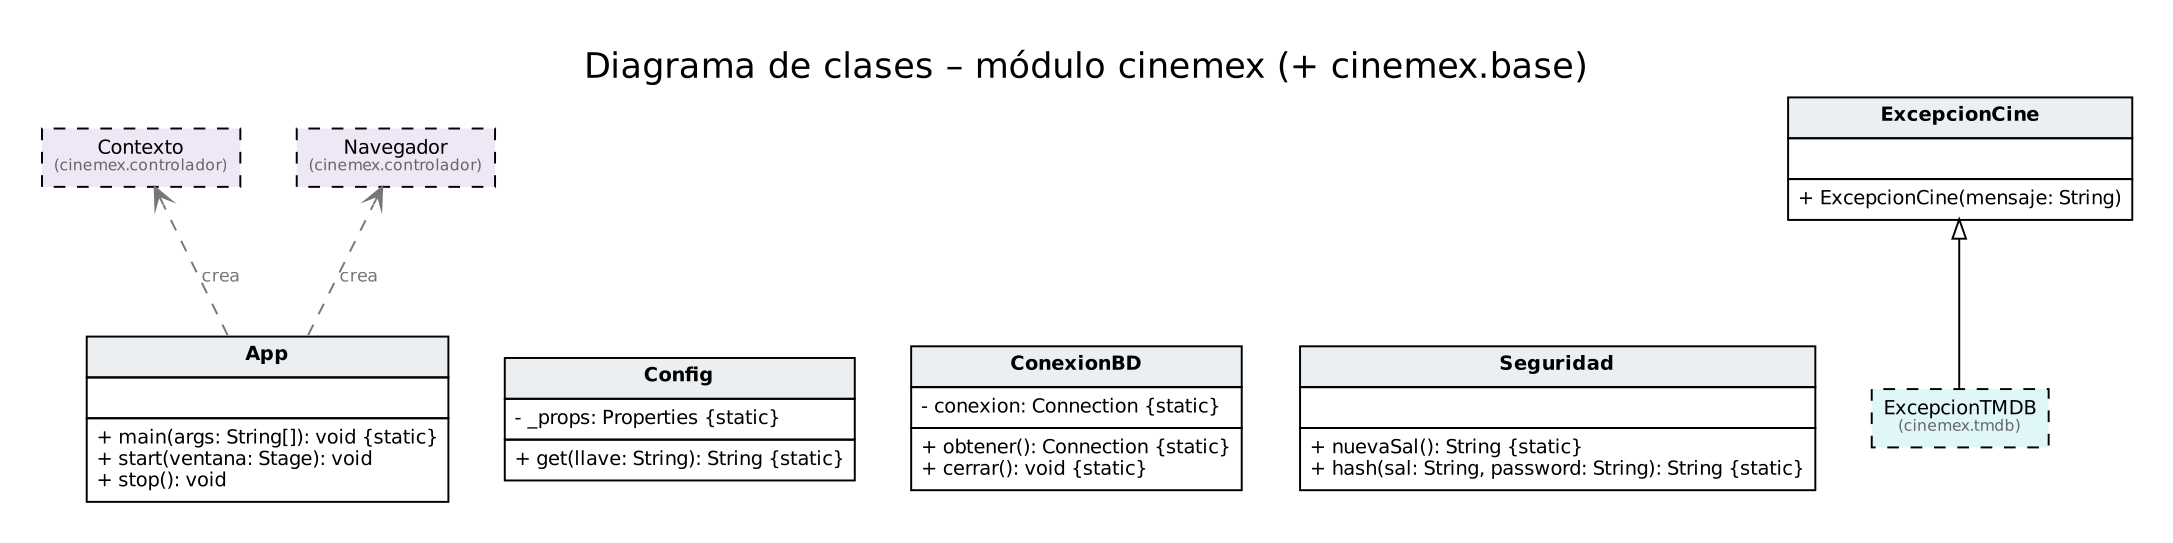 Diagrama de clases – módulo cinemex (+ cinemex.base)
Contexto
(cinemex.controlador)
Navegador
(cinemex.controlador)
ExcepcionCine
+ ExcepcionCine(mensaje: String)
crea
crea
App
+ main(args: String[]): void {static}
+ start(ventana: Stage): void
+ stop(): void
Config
- _props: Properties {static}
+ get(llave: String): String {static}
ConexionBD
- conexion: Connection {static}
+ obtener(): Connection {static}
+ cerrar(): void {static}
Seguridad
+ nuevaSal(): String {static}
+ hash(sal: String, password: String): String {static}
ExcepcionTMDB
(cinemex.tmdb)